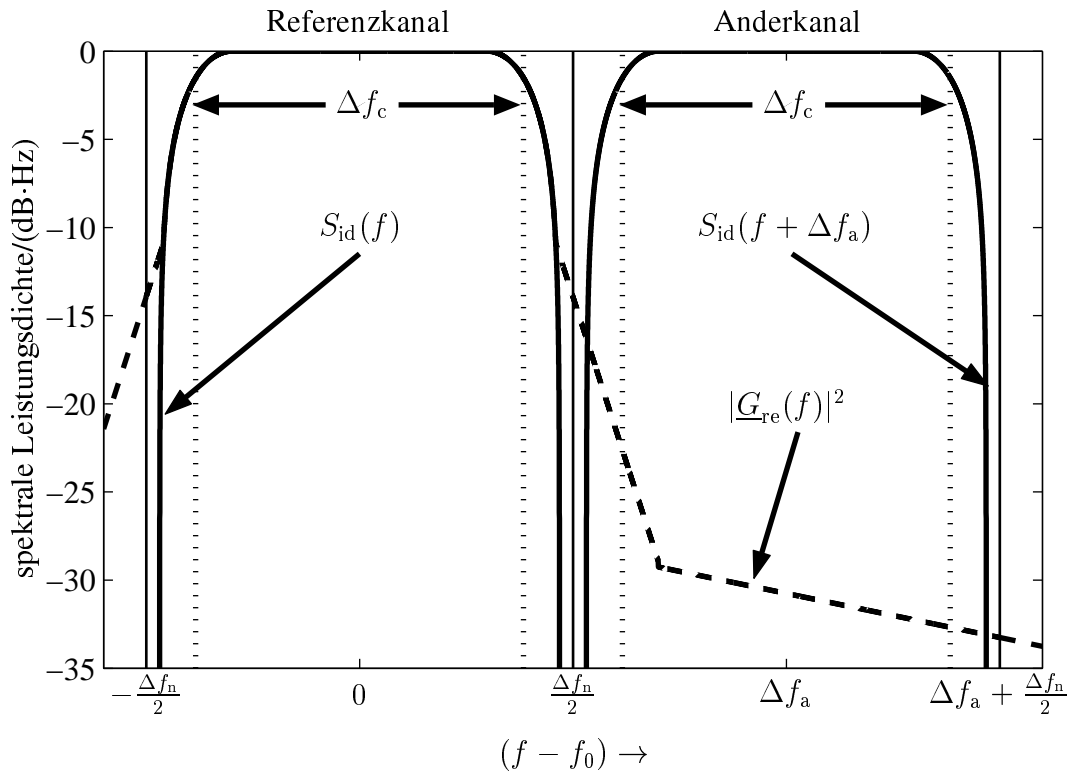 Referenzkanal Anderkanal
spektrale Leistungsdichte/(dB·Hz)
0
−5
−10
−15
−20
−25
−30
−35
Δf_c Δf_c
S_id(f) S_id(f + Δf_a)
|G_re(f)|²
−Δf_n/2 0 Δf_n/2 Δf_a Δf_a + Δf_n/2
(f − f_0) →